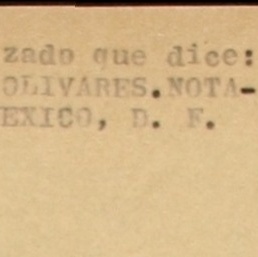 zado que dice:
OLIVARES.NOTA-
EXICO, D. F.